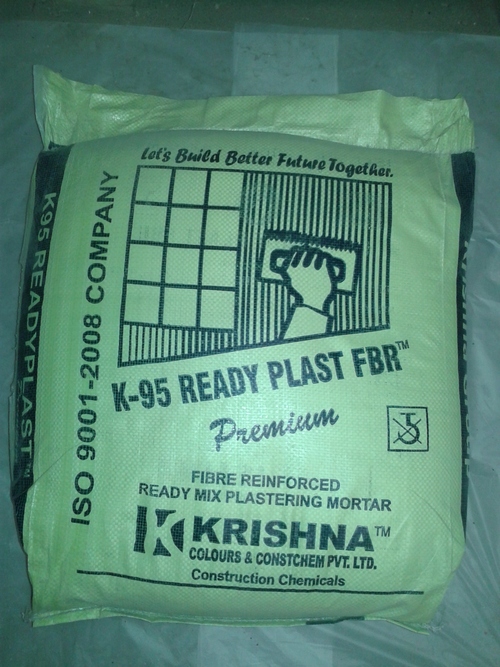 Let's Build Better Future Together.
K95 READYPLAST™
ISO 9001-2008 COMPANY
K-95 READY PLAST FBR™
Premium
FIBRE REINFORCED
READY MIX PLASTERING MORTAR
KRISHNA™
COLOURS & CONSTCHEM PVT. LTD.
Construction Chemicals